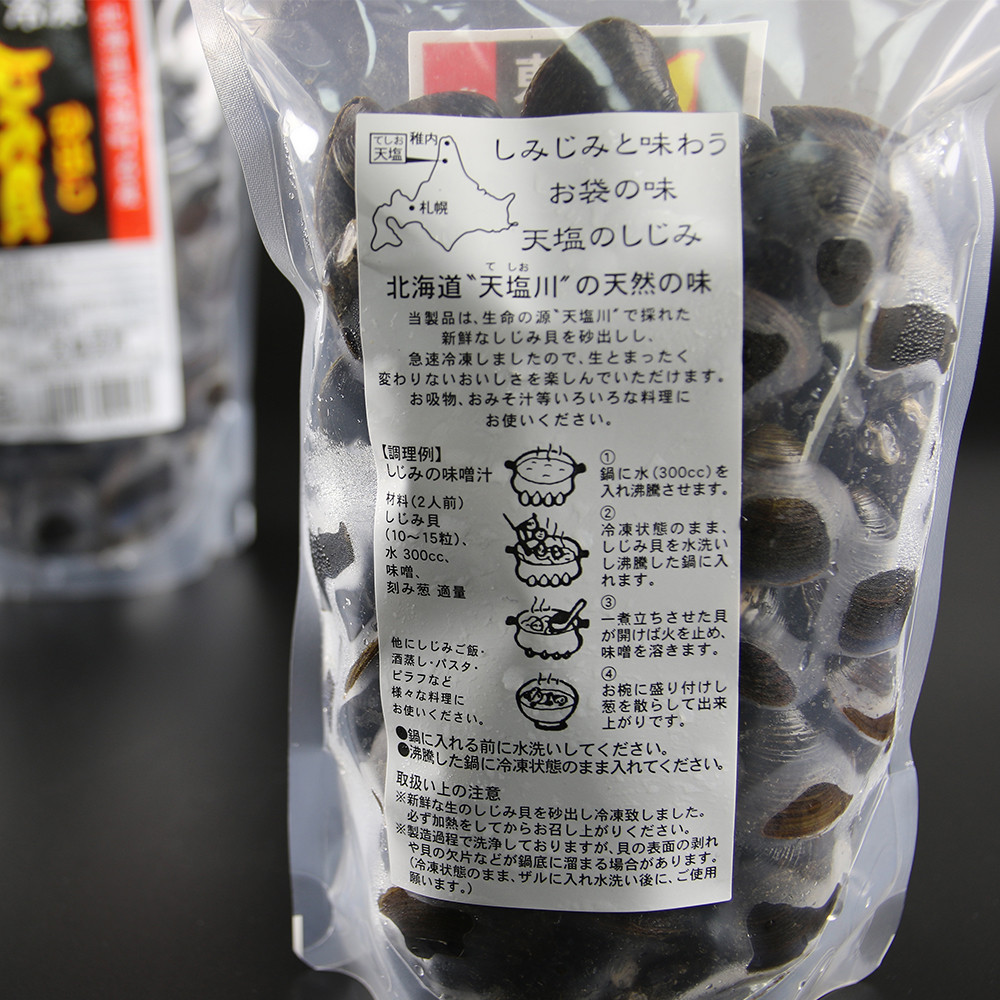 てしお
天塩
稚内
札幌
しみじみと味わう
お袋の味
天塩のしじみ
てしお
北海道〝天塩川〟の天然の味
当製品は、生命の源〝天塩川〟で採れた
新鮮なしじみ貝を砂出しし、
急速冷凍しましたので、生とまったく
変わりないおいしさを楽しんでいただけます。
お吸物、おみそ汁等いろいろな料理に
お使いください。
【調理例】
しじみの味噌汁
材料(2人前)
しじみ貝
(10〜15粒)、
水 300cc、
味噌、
刻み葱 適量
他にしじみご飯・
酒蒸し・パスタ・
ピラフなど
様々な料理に
お使いください。
①
鍋に水(300cc)を
入れ沸騰させます。
②
冷凍状態のまま、
しじみ貝を水洗い
し沸騰した鍋に入
れます。
③
一煮立ちさせた貝
が開けば火を止め、
味噌を溶きます。
④
お椀に盛り付けし
葱を散らして出来
上がりです。
●鍋に入れる前に水洗いしてください。
●沸騰した鍋に冷凍状態のまま入れてください。
取扱い上の注意
※新鮮な生のしじみ貝を砂出し冷凍致しました。
必ず加熱をしてからお召し上がりください。
※製造過程で洗浄しておりますが、貝の表面の剥れ
や貝の欠片などが鍋底に溜まる場合があります。
(冷凍状態のまま、ザルに入れ水洗い後に、ご使用
願います。)